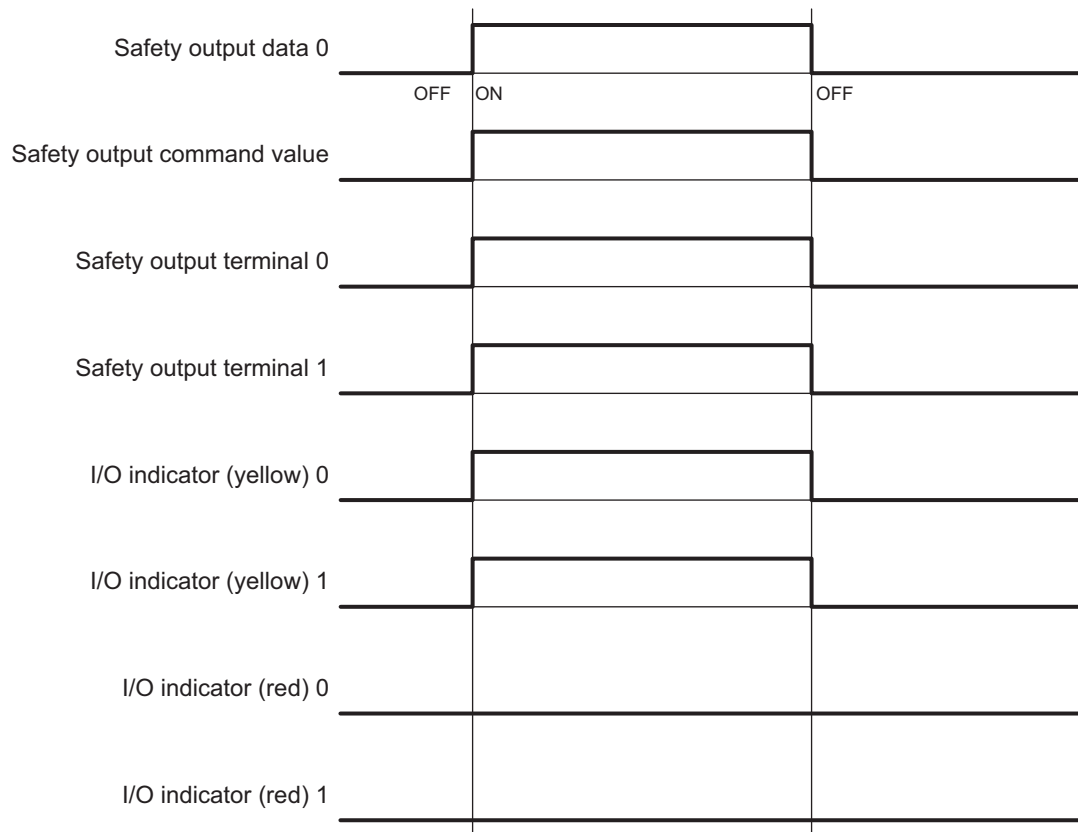 Safety output data 0
OFF ON OFF
Safety output command value
Safety output terminal 0
Safety output terminal 1
I/O indicator (yellow) 0
I/O indicator (yellow) 1
I/O indicator (red) 0
I/O indicator (red) 1